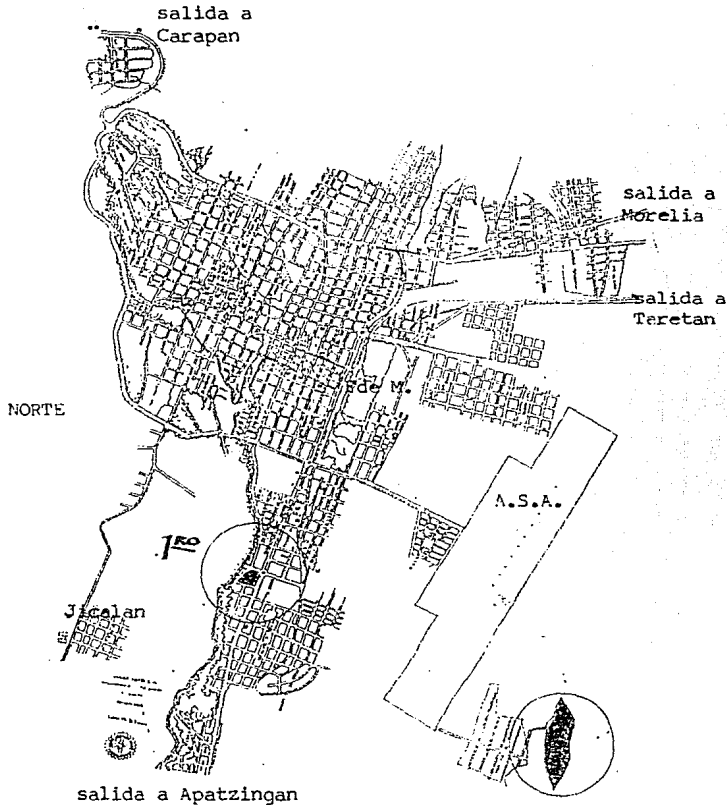 salida a
Carapan
salida a
Morelia
salida a
Teretan
de M.
NORTE
A.S.A.
1RO
Jicalan
salida a Apatzingan